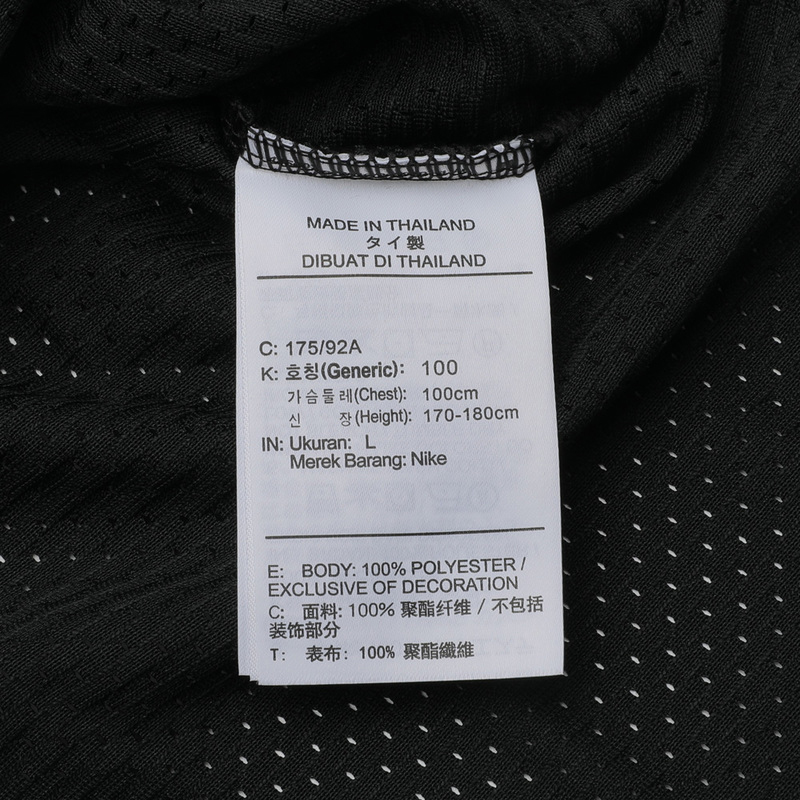 MADE IN THAILAND
タイ製
DIBUAT DI THAILAND
C: 175/92A
K: 호칭(Generic): 100
가슴둘레(Chest): 100cm
신 장(Height): 170-180cm
IN: Ukuran: L
Merek Barang: Nike
E: BODY: 100% POLYESTER /
EXCLUSIVE OF DECORATION
C: 面料: 100% 聚酯纤维 / 不包括
装饰部分
T: 表布: 100% 聚酯纖維